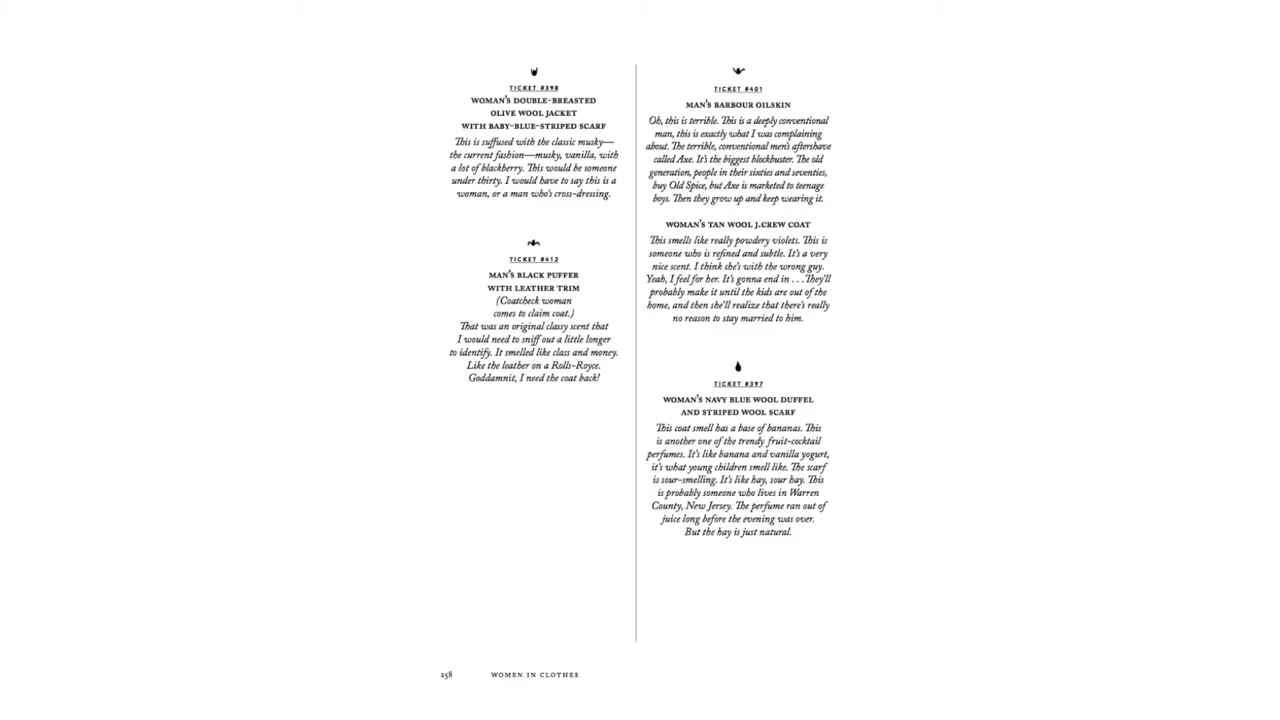 TICKET #398
WOMAN'S DOUBLE-BREASTED
OLIVE WOOL JACKET
WITH BABY-BLUE-STRIPED SCARF
This is suffused with the classic musky—
the current fashion—musky, vanilla, with
a lot of blackberry. This would be someone
under thirty. I would have to say this is a
woman, or a man who's cross-dressing.
TICKET #412
MAN'S BLACK PUFFER
WITH LEATHER TRIM
(Coatcheck woman
comes to claim coat.)
That was an original classy scent that
I would need to sniff out a little longer
to identify. It smelled like class and money.
Like the leather on a Rolls-Royce.
Goddamnit, I need the coat back!
TICKET #401
MAN'S BARBOUR OILSKIN
Oh, this is terrible. This is a deeply conventional
man, this is exactly what I was complaining
about. The terrible, conventional men's aftershave
called Axe. It's the biggest blockbuster. The old
generation, people in their sixties and seventies,
buy Old Spice, but Axe is marketed to teenage
boys. Then they grow up and keep wearing it.
WOMAN'S TAN WOOL J.CREW COAT
This smells like really powdery violets. This is
someone who is refined and subtle. It's a very
nice scent. I think she's with the wrong guy.
Yeah, I feel for her. It's gonna end in . . . They'll
probably make it until the kids are out of the
home, and then she'll realize that there's really
no reason to stay married to him.
TICKET #397
WOMAN'S NAVY BLUE WOOL DUFFEL
AND STRIPED WOOL SCARF
This coat smell has a base of bananas. This
is another one of the trendy fruit-cocktail
perfumes. It's like banana and vanilla yogurt,
it's what young children smell like. The scarf
is sour-smelling. It's like hay, sour hay. This
is probably someone who lives in Warren
County, New Jersey. The perfume ran out of
juice long before the evening was over.
But the hay is just natural.
258 WOMEN IN CLOTHES